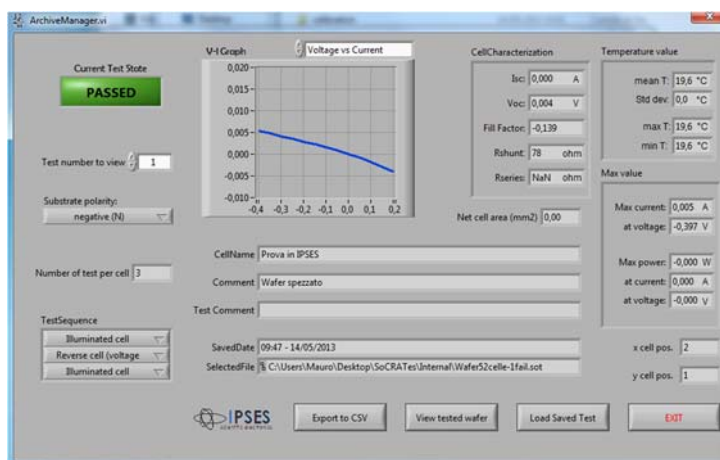 ArchiveManager.vi
Current Test State
PASSED
Test number to view 1
Substrate polarity:
negative (N)
Number of test per cell 3
TestSequence
Illuminated cell
Reverse cell (voltage
Illuminated cell
V-I Graph Voltage vs Current
0,020
0,015
0,010
0,005
0,000
-0,005
-0,010
-0,4 -0,3 -0,2 -0,1 0,0 0,1 0,2
CellCharacterization
Isc: 0,000 A
Voc: 0,004 V
Fill Factor: -0,139
Rshunt: 78 ohm
Rseries: NaN ohm
Net cell area (mm2) 0,00
Temperature value
mean T: 19,6 °C
Std dev: 0,0 °C
max T: 19,6 °C
min T: 19,6 °C
Max value
Max current: 0,005 A
at voltage: -0,397 V
Max power: -0,000 W
at current: 0,000 A
at voltage: -0,000 V
CellName Prova in IPSES
Comment Wafer spezzato
Test Comment
SavedDate 09:47 - 14/05/2013
SelectedFile C:\Users\Mauro\Desktop\SoCRATes\Internal\Wafer52celle-1fail.sot
x cell pos. 2
y cell pos. 1
IPSES
Export to CSV
View tested wafer
Load Saved Test
EXIT